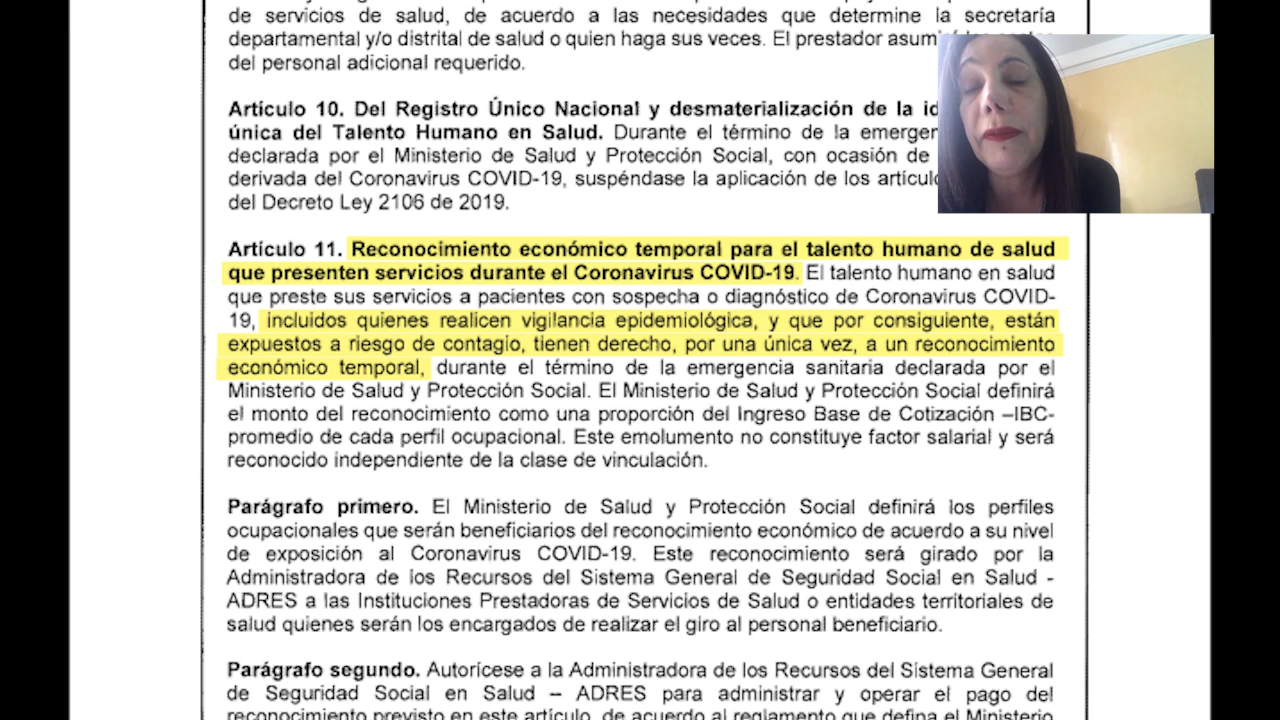 de servicios de salud, de acuerdo a las necesidades que determine la secretaría
departamental y/o distrital de salud o quien haga sus veces. El prestador
del personal adicional requerido.
Artículo 10. Del Registro Único Nacional y desmaterialización de la
única del Talento Humano en Salud. Durante el término de la
declarada por el Ministerio de Salud y Protección Social, con ocasión de
derivada del Coronavirus COVID-19, suspéndase la aplicación de los
del Decreto Ley 2106 de 2019.
Artículo 11. Reconocimiento económico temporal para el talento humano de salud
que presenten servicios durante el Coronavirus COVID-19. El talento humano en salud
que preste sus servicios a pacientes con sospecha o diagnóstico de Coronavirus COVID-
19, incluidos quienes realicen vigilancia epidemiológica, y que por consiguiente, están
expuestos a riesgo de contagio, tienen derecho, por una única vez, a un reconocimiento
económico temporal, durante el término de la emergencia sanitaria declarada por el
Ministerio de Salud y Protección Social. El Ministerio de Salud y Protección Social definirá
el monto del reconocimiento como una proporción del Ingreso Base de Cotización –IBC-
promedio de cada perfil ocupacional. Este emolumento no constituye factor salarial y será
reconocido independiente de la clase de vinculación.
Parágrafo primero. El Ministerio de Salud y Protección Social definirá los perfiles
ocupacionales que serán beneficiarios del reconocimiento económico de acuerdo a su nivel
de exposición al Coronavirus COVID-19. Este reconocimiento será girado por la
Administradora de los Recursos del Sistema General de Seguridad Social en Salud -
ADRES a las Instituciones Prestadoras de Servicios de Salud o entidades territoriales de
salud quienes serán los encargados de realizar el giro al personal beneficiario.
Parágrafo segundo. Autorícese a la Administradora de los Recursos del Sistema General
de Seguridad Social en Salud – ADRES para administrar y operar el pago del
reconocimiento previsto en este artículo, de acuerdo al reglamento que defina el Ministerio